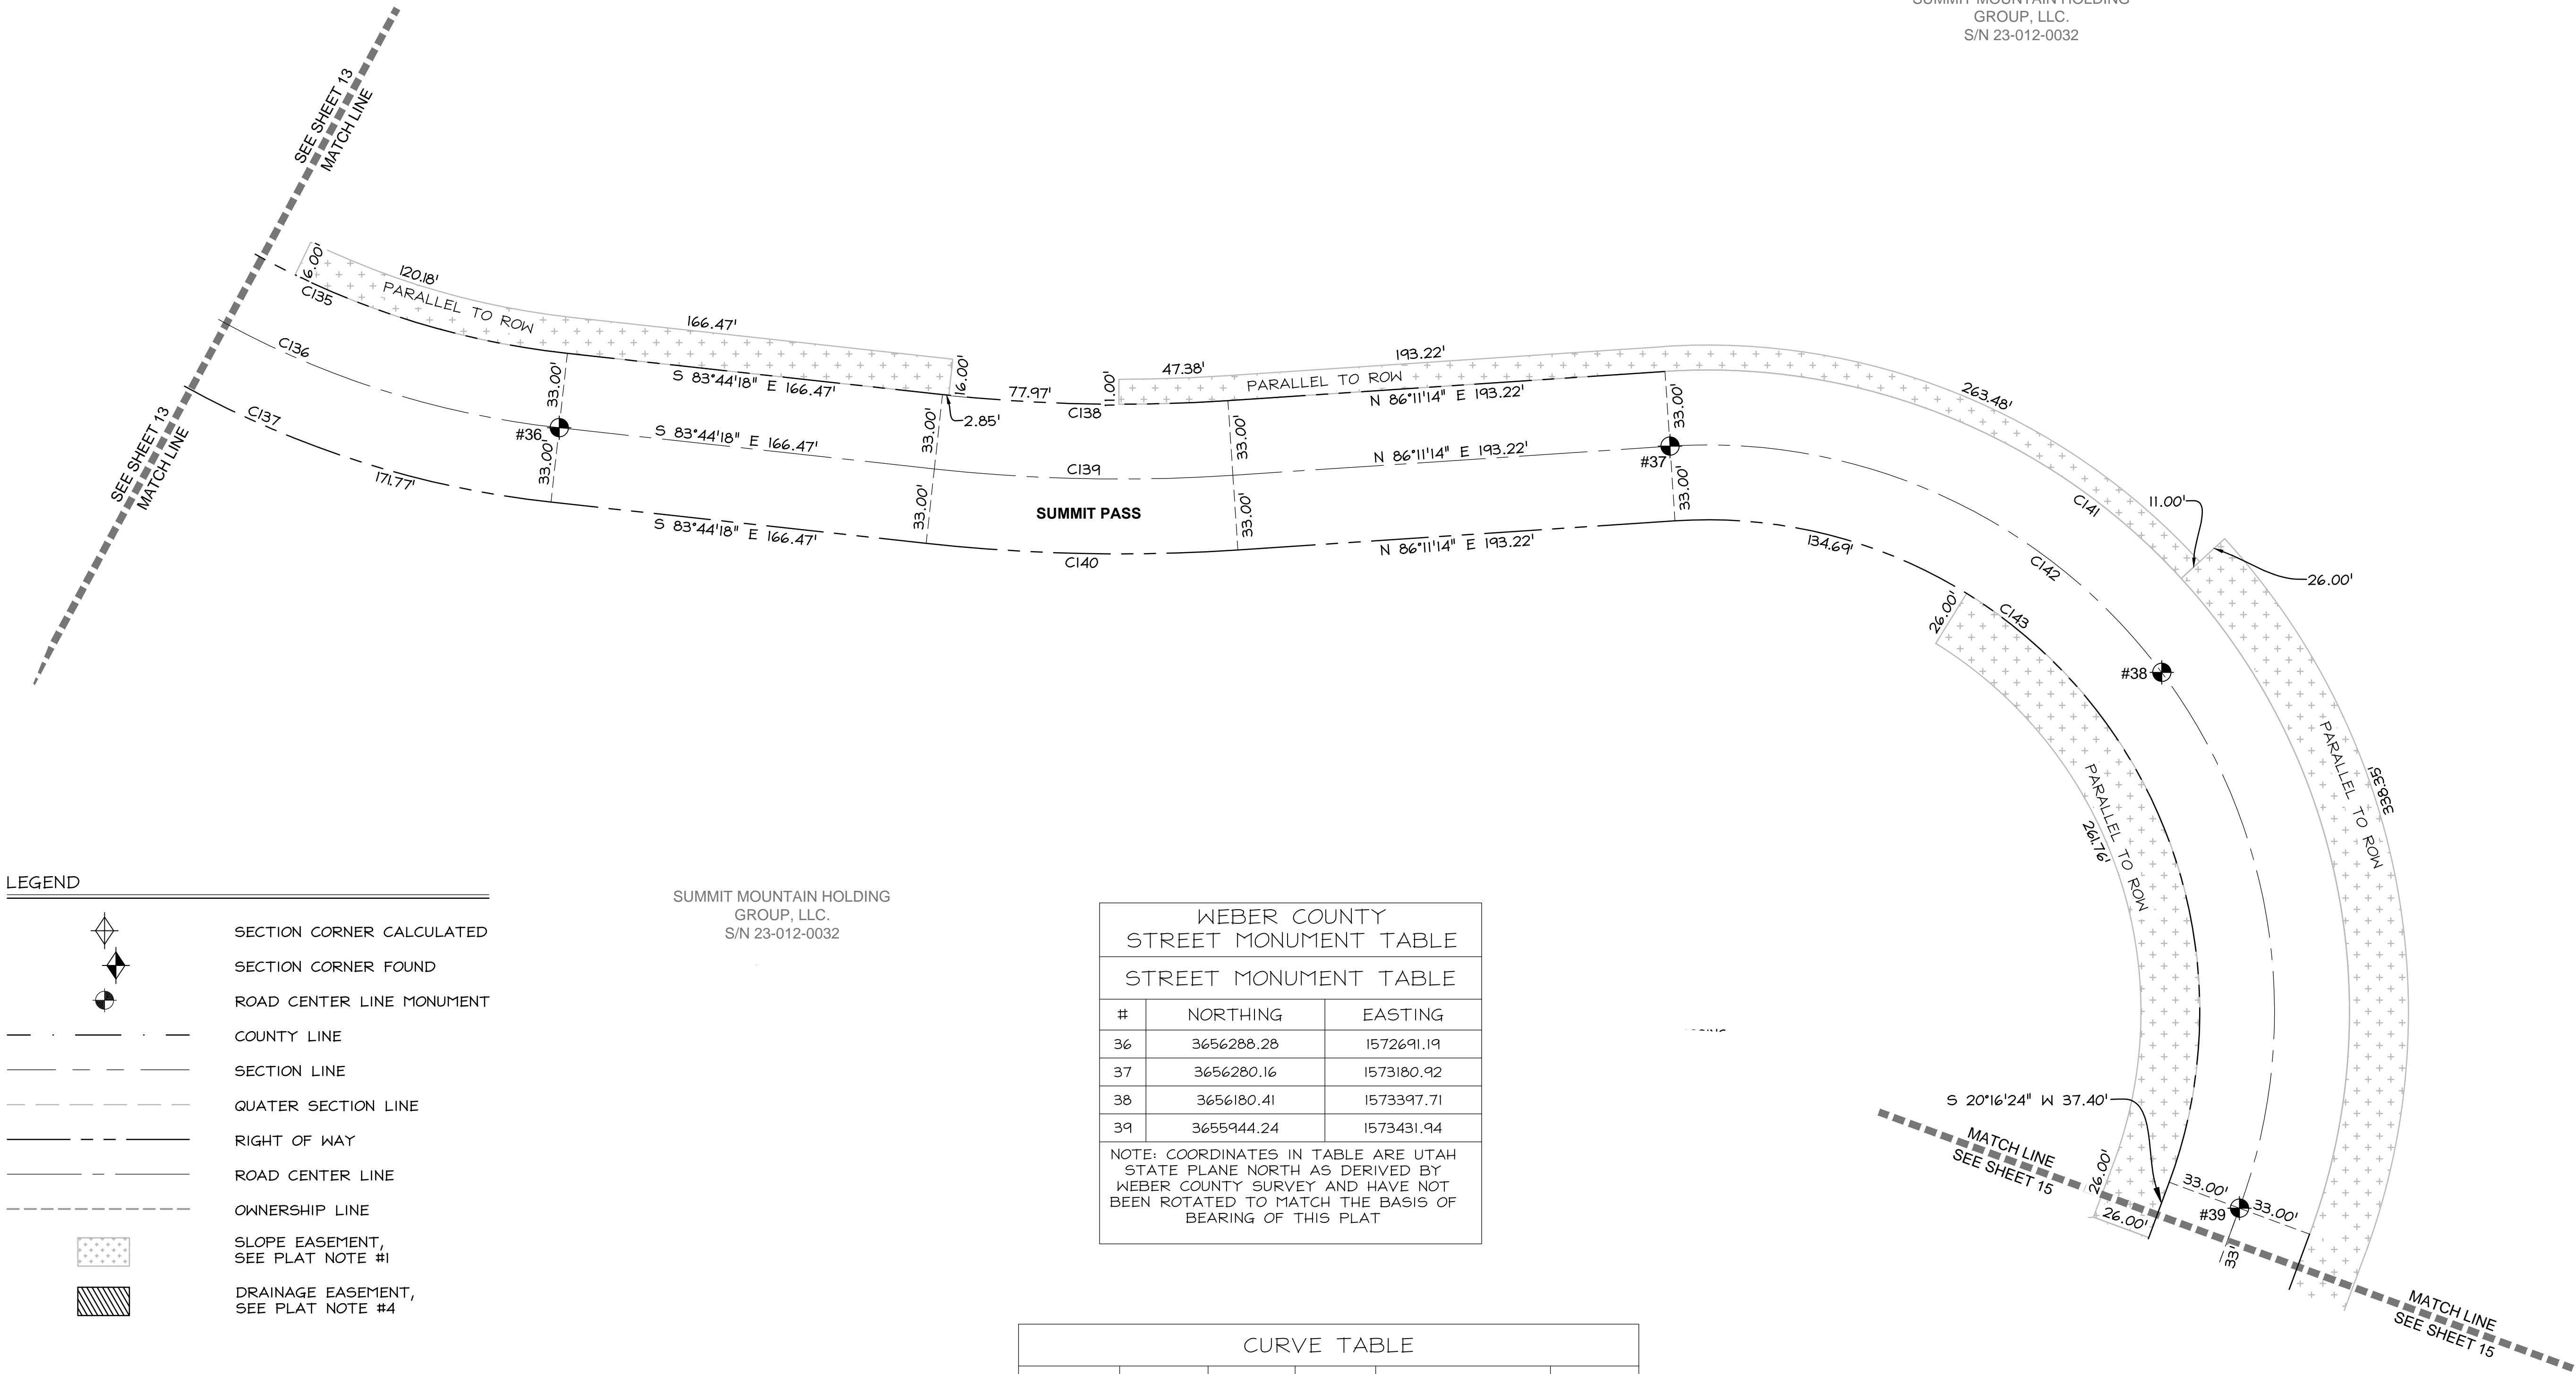 SUMMIT MOUNTAIN HOLDING
GROUP, LLC.
S/N 23-012-0032
SEE SHEET 13
MATCH LINE
SEE SHEET 13
MATCH LINE
16.00'
120.18'
PARALLEL TO ROW
C135
C136
C137
171.77'
166.47'
S 83°44'18" E 166.47'
33.00'
#36
33.00'
S 83°44'18" E 166.47'
S 83°44'18" E 166.47'
16.00'
2.85'
33.00'
33.00'
77.97'
C138
11.00'
47.38'
C139
SUMMIT PASS
C140
193.22'
PARALLEL TO ROW
N 86°11'14" E 193.22'
33.00'
33.00'
N 86°11'14" E 193.22'
N 86°11'14" E 193.22'
33.00'
#37
33.00'
263.48'
C141
11.00'
26.00'
134.69'
C142
26.00'
C143
#38
PARALLEL TO ROW
261.76'
PARALLEL TO ROW
338.35'
S 20°16'24" W 37.40'
MATCH LINE
SEE SHEET 15
26.00'
26.00'
33.00'
#39
33.00'
33'
MATCH LINE
SEE SHEET 15
LEGEND
SECTION CORNER CALCULATED
SECTION CORNER FOUND
ROAD CENTER LINE MONUMENT
COUNTY LINE
SECTION LINE
QUATER SECTION LINE
RIGHT OF WAY
ROAD CENTER LINE
OWNERSHIP LINE
SLOPE EASEMENT,
SEE PLAT NOTE #1
DRAINAGE EASEMENT,
SEE PLAT NOTE #4
SUMMIT MOUNTAIN HOLDING
GROUP, LLC.
S/N 23-012-0032
WEBER COUNTY
STREET MONUMENT TABLE
STREET MONUMENT TABLE
# NORTHING EASTING
36 3656288.28 1572691.19
37 3656280.16 1573180.92
38 3656180.41 1573397.71
39 3655944.24 1573431.94
NOTE: COORDINATES IN TABLE ARE UTAH
STATE PLANE NORTH AS DERIVED BY
WEBER COUNTY SURVEY AND HAVE NOT
BEEN ROTATED TO MATCH THE BASIS OF
BEARING OF THIS PLAT
CURVE TABLE